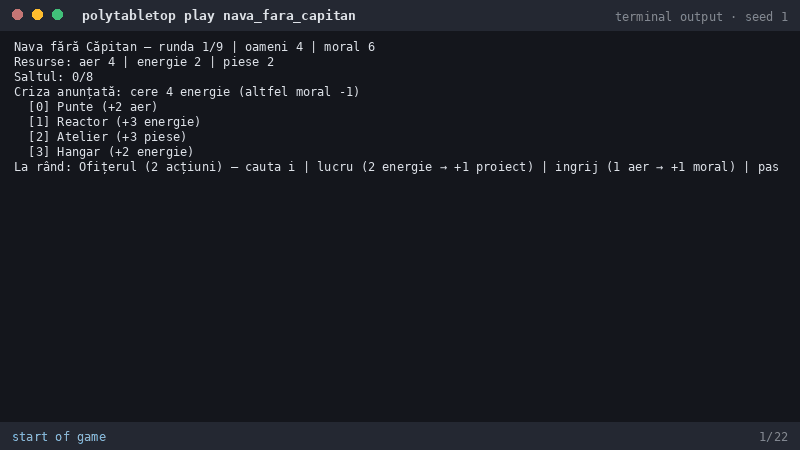 polytabletop play nava_fara_capitan
terminal output · seed 1
Nava fără Căpitan — runda 1/9 | oameni 4 | moral 6
Resurse: aer 4 | energie 2 | piese 2
Saltul: 0/8
Criza anunțată: cere 4 energie (altfel moral -1)
[0] Punte (+2 aer)
[1] Reactor (+3 energie)
[2] Atelier (+3 piese)
[3] Hangar (+2 energie)
La rând: Ofițerul (2 acțiuni) — cauta i | lucru (2 energie → +1 proiect) | ingrij (1 aer → +1 moral) | pas
start of game
1/22